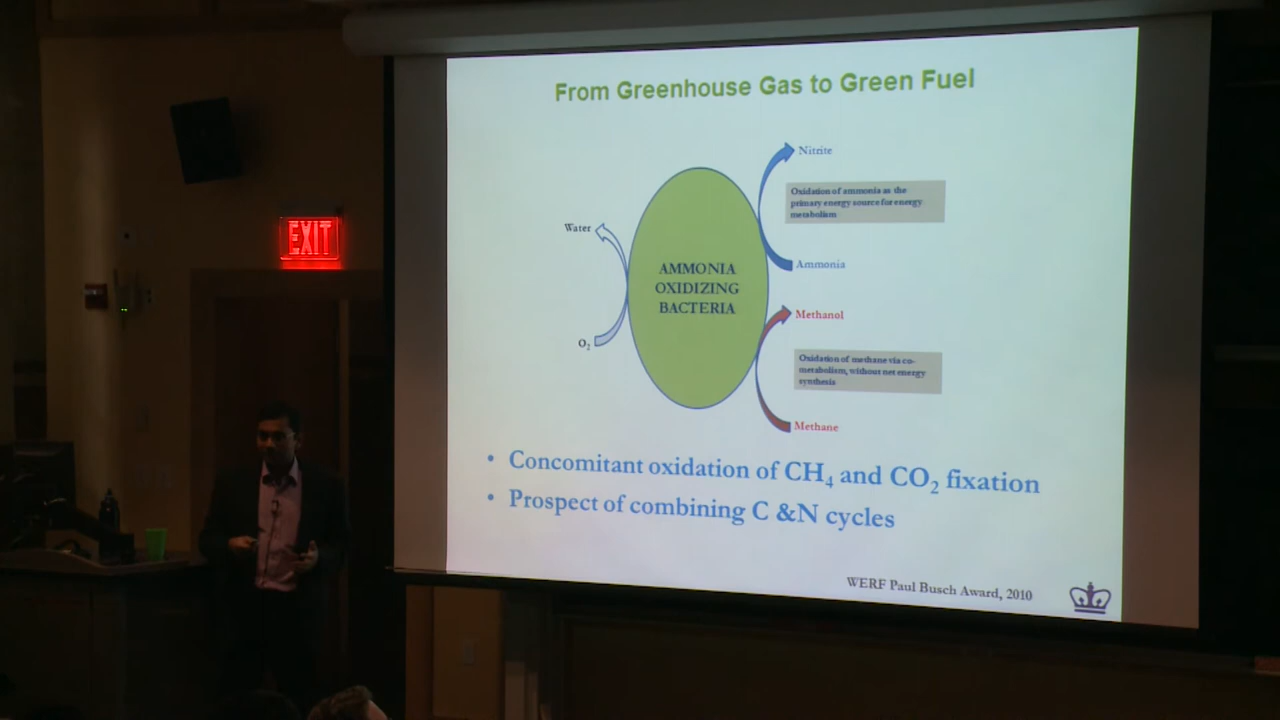 From Greenhouse Gas to Green Fuel
Nitrite
Oxidation of ammonia as the
primary energy source for energy
metabolism
Water
EXIT
AMMONIA
OXIDIZING
BACTERIA
Ammonia
Methanol
O₂
Oxidation of methane via co-
metabolism, without net energy
synthesis
Methane
• Concomitant oxidation of CH₄ and CO₂ fixation
• Prospect of combining C &N cycles
WERF Paul Busch Award, 2010